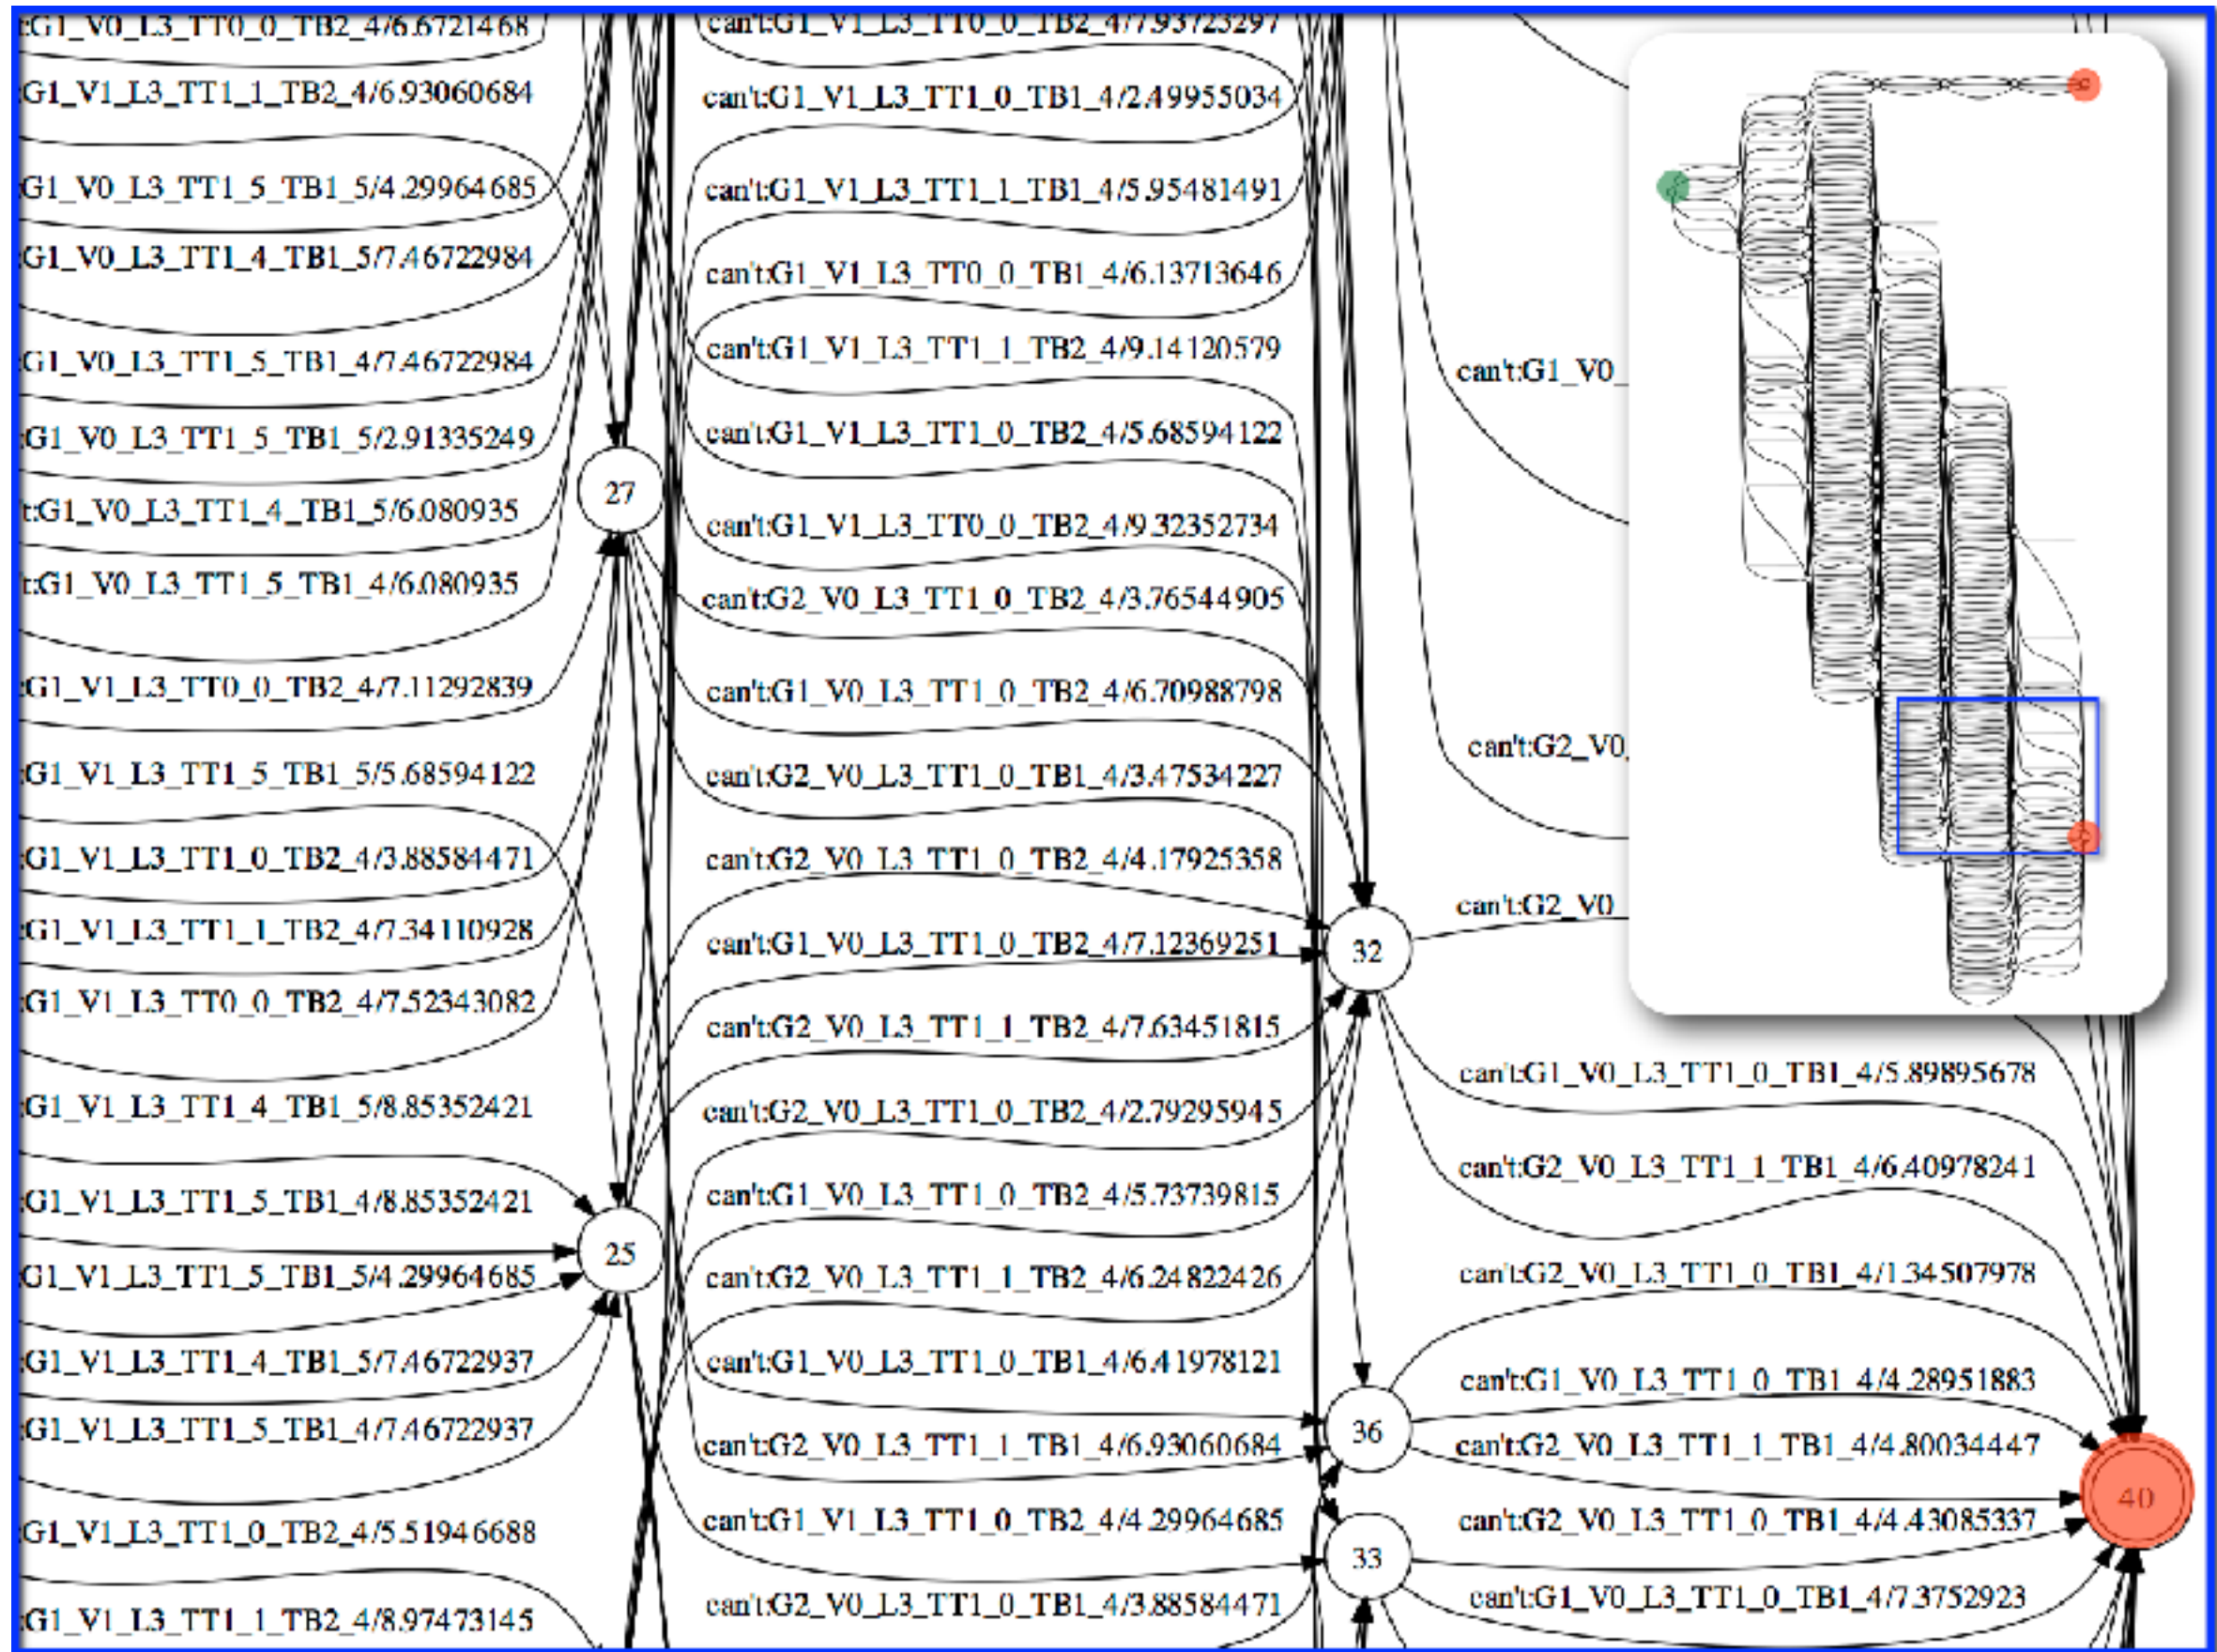 :G1_V0_L3_TT0_0_TB2_4/6.6721468
:G1_V1_L3_TT1_1_TB2_4/6.93060684
:G1_V0_L3_TT1_5_TB1_5/4.29964685
:G1_V0_L3_TT1_4_TB1_5/7.46722984
:G1_V0_L3_TT1_5_TB1_4/7.46722984
:G1_V0_L3_TT1_5_TB1_5/2.91335249
't:G1_V0_L3_TT1_4_TB1_5/6.080935
't:G1_V0_L3_TT1_5_TB1_4/6.080935
:G1_V1_L3_TT0_0_TB2_4/7.11292839
:G1_V1_L3_TT1_5_TB1_5/5.68594122
:G1_V1_L3_TT1_0_TB2_4/3.88584471
:G1_V1_L3_TT1_1_TB2_4/7.34110928
:G1_V1_L3_TT0_0_TB2_4/7.52343082
:G1_V1_L3_TT1_4_TB1_5/8.85352421
:G1_V1_L3_TT1_5_TB1_4/8.85352421
:G1_V1_L3_TT1_5_TB1_5/4.29964685
:G1_V1_L3_TT1_4_TB1_5/7.46722937
:G1_V1_L3_TT1_5_TB1_4/7.46722937
:G1_V1_L3_TT1_0_TB2_4/5.51946688
:G1_V1_L3_TT1_1_TB2_4/8.97473145
27
25
can't:G1_V1_L3_TT0_0_TB2_4/7.93723297
can't:G1_V1_L3_TT1_0_TB1_4/2.49955034
can't:G1_V1_L3_TT1_1_TB1_4/5.95481491
can't:G1_V1_L3_TT0_0_TB1_4/6.13713646
can't:G1_V1_L3_TT1_1_TB2_4/9.14120579
can't:G1_V1_L3_TT1_0_TB2_4/5.68594122
can't:G1_V1_L3_TT0_0_TB2_4/9.32352734
can't:G2_V0_L3_TT1_0_TB2_4/3.76544905
can't:G1_V0_L3_TT1_0_TB2_4/6.70988798
can't:G2_V0_L3_TT1_0_TB1_4/3.47534227
can't:G2_V0_L3_TT1_0_TB2_4/4.17925358
can't:G1_V0_L3_TT1_0_TB2_4/7.12369251
can't:G2_V0_L3_TT1_1_TB2_4/7.63451815
can't:G2_V0_L3_TT1_0_TB2_4/2.79295945
can't:G1_V0_L3_TT1_0_TB2_4/5.73739815
can't:G2_V0_L3_TT1_1_TB2_4/6.24822426
can't:G1_V0_L3_TT1_0_TB1_4/6.41978121
can't:G2_V0_L3_TT1_1_TB1_4/6.93060684
can't:G1_V1_L3_TT1_0_TB2_4/4.29964685
can't:G2_V0_L3_TT1_0_TB1_4/3.88584471
32
36
33
can't:G1_V0_
can't:G2_V0_
can't:G2_V0_
can't:G1_V0_L3_TT1_0_TB1_4/5.89895678
can't:G2_V0_L3_TT1_1_TB1_4/6.40978241
can't:G2_V0_L3_TT1_0_TB1_4/1.34507978
can't:G1_V0_L3_TT1_0_TB1_4/4.28951883
can't:G2_V0_L3_TT1_1_TB1_4/4.80034447
can't:G2_V0_L3_TT1_0_TB1_4/4.43085337
can't:G1_V0_L3_TT1_0_TB1_4/7.3752923
40